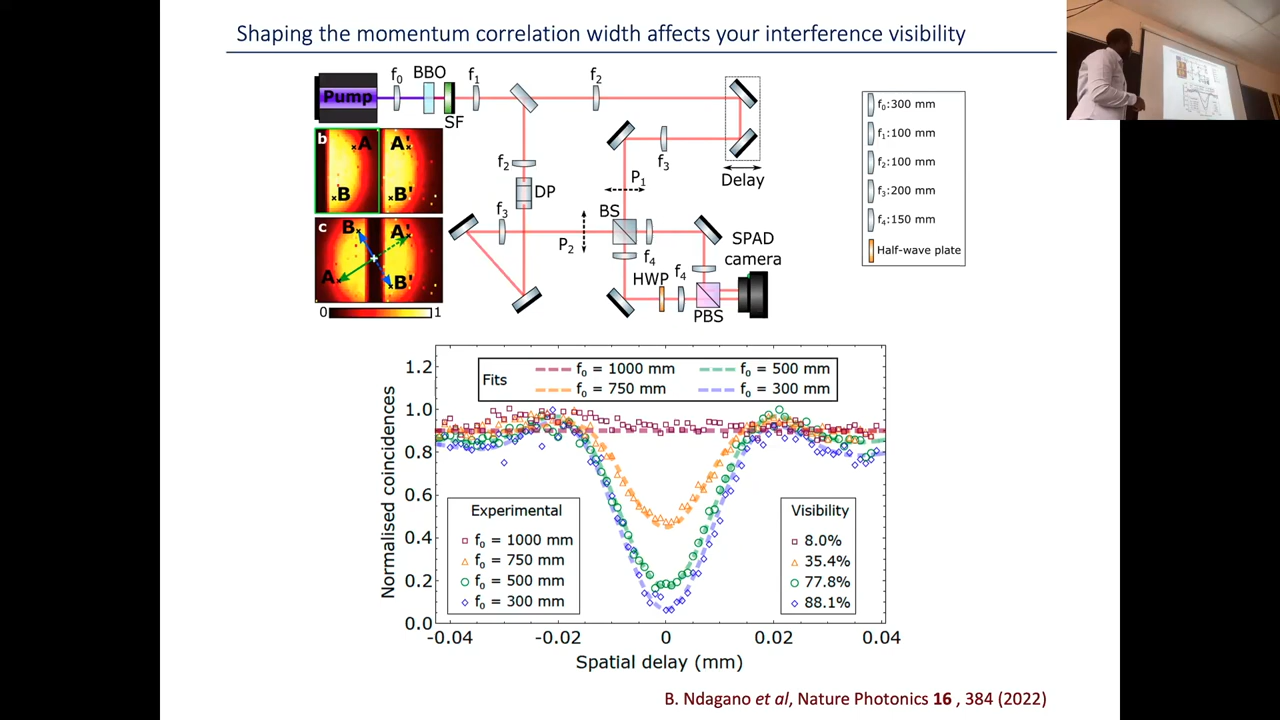 Shaping the momentum correlation width affects your interference visibility
Pump
f0
BBO
SF
f1
f2
f2
DP
f3
P1
Delay
f3
P2
BS
f4
HWP
f4
PBS
SPAD
camera
b
A
A'
B
B'
c
B
A'
A
B'
0
1
f0:300 mm
f1:100 mm
f2:100 mm
f3:200 mm
f4:150 mm
Half-wave plate
Normalised coincidences
1.2
1.0
0.8
0.6
0.4
0.2
0.0
Fits
f0 = 1000 mm
f0 = 500 mm
f0 = 750 mm
f0 = 300 mm
Experimental
f0 = 1000 mm
f0 = 750 mm
f0 = 500 mm
f0 = 300 mm
Visibility
8.0%
35.4%
77.8%
88.1%
-0.04
-0.02
0
0.02
0.04
Spatial delay (mm)
B. Ndagano et al, Nature Photonics 16 , 384 (2022)